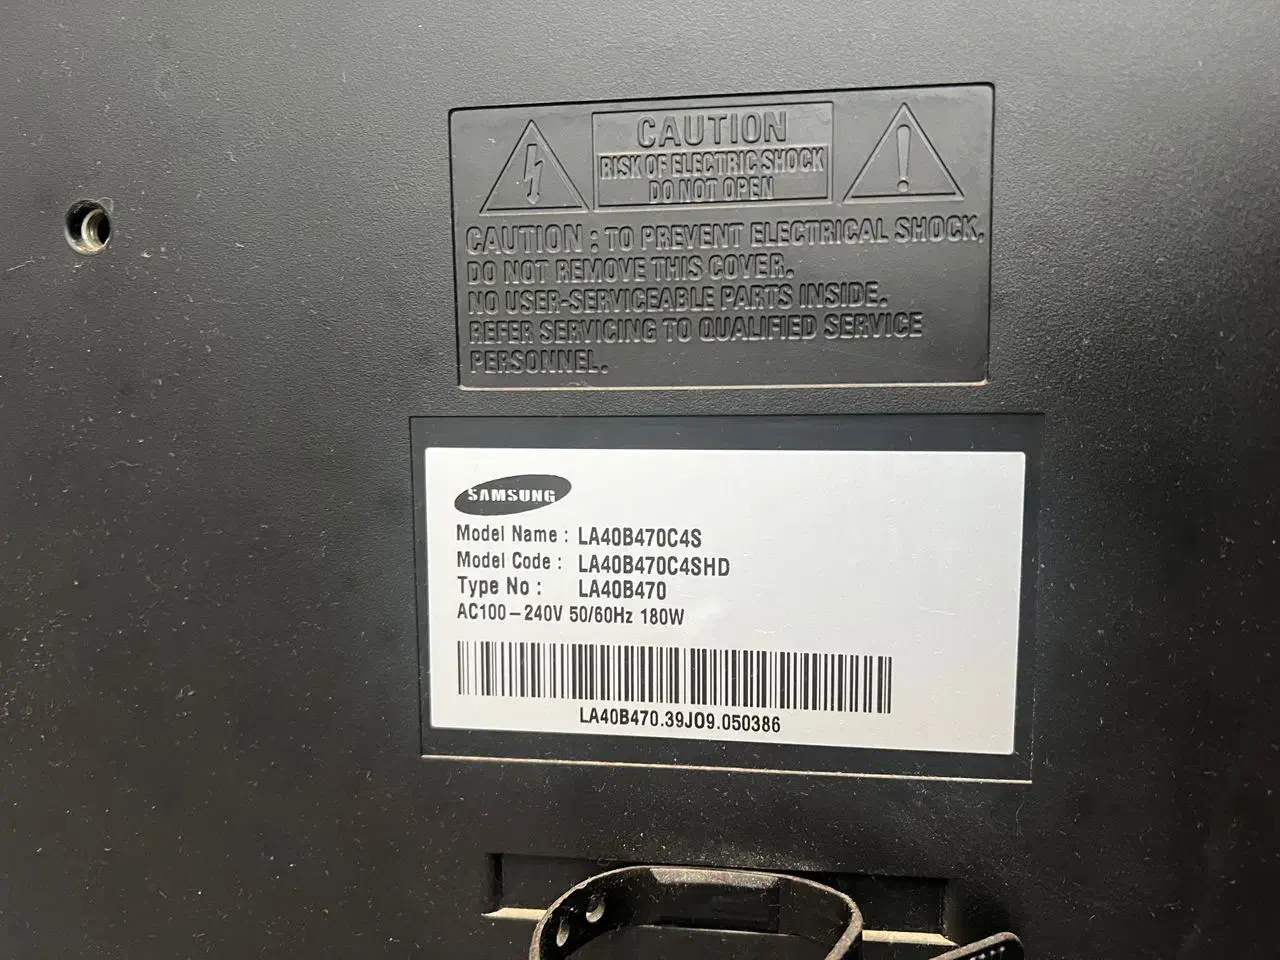 CAUTION
RISK OF ELECTRIC SHOCK
DO NOT OPEN
CAUTION : TO PREVENT ELECTRICAL SHOCK,
DO NOT REMOVE THIS COVER.
NO USER-SERVICEABLE PARTS INSIDE.
REFER SERVICING TO QUALIFIED SERVICE
PERSONNEL.
SAMSUNG
Model Name : LA40B470C4S
Model Code : LA40B470C4SHD
Type No : LA40B470
AC100-240V 50/60Hz 180W
LA40B470.39JO9.050386